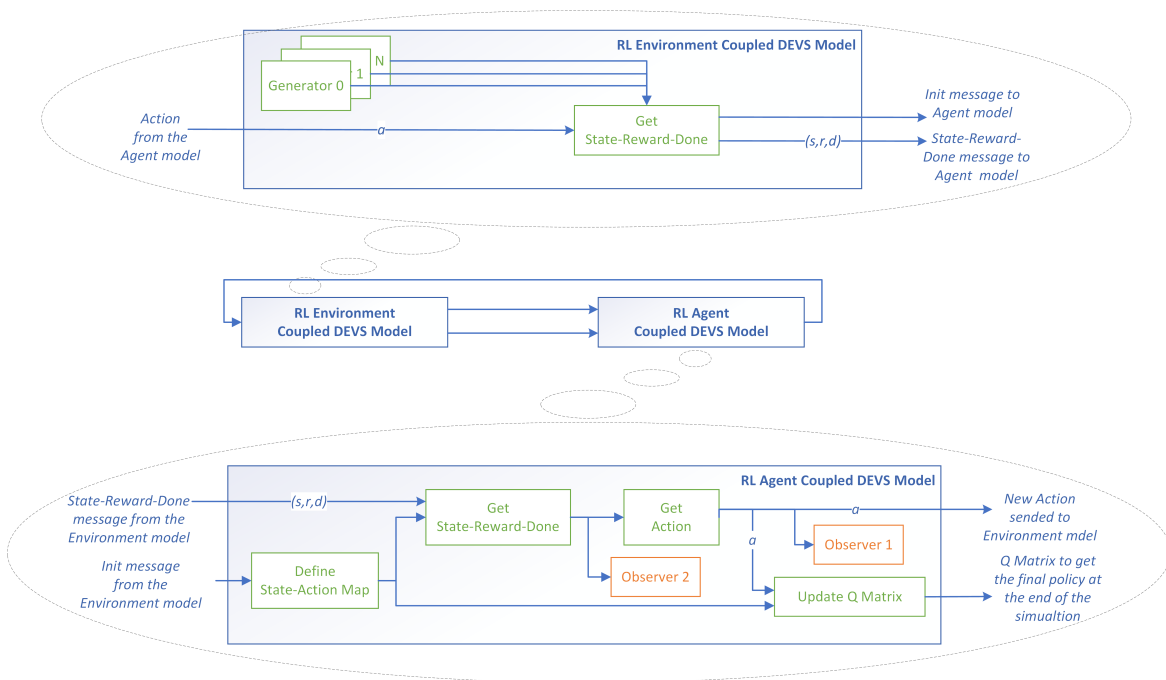 RL Environment Coupled DEVS Model
N
1
Generator 0
Action
from the
Agent model
a
Get
State-Reward-Done
(s,r,d)
Init message to
Agent model
State-Reward-
Done message to
Agent model
RL Environment
Coupled DEVS Model
RL Agent
Coupled DEVS Model
RL Agent Coupled DEVS Model
State-Reward-Done
message from the
Environment model
(s,r,d)
Init message
from the
Environment model
Define
State-Action Map
Get
State-Reward-Done
Get
Action
a
a
Observer 1
Observer 2
Update Q Matrix
New Action
sended to
Environment mdel
Q Matrix to get
the final policy at
the end of the
simualtion